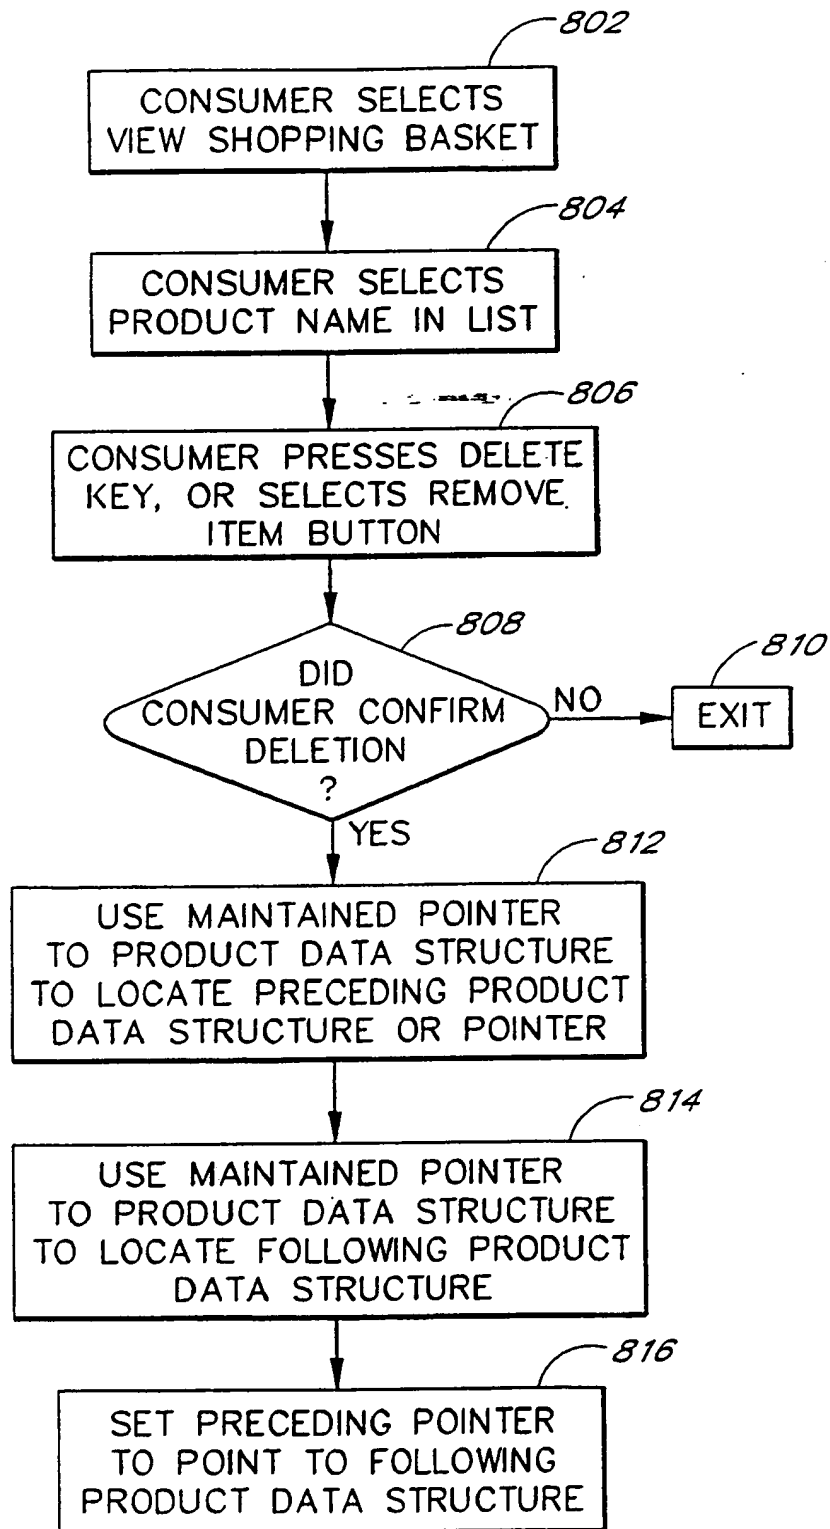 802
CONSUMER SELECTS
VIEW SHOPPING BASKET
804
CONSUMER SELECTS
PRODUCT NAME IN LIST
806
CONSUMER PRESSES DELETE
KEY, OR SELECTS REMOVE
ITEM BUTTON
808
DID
CONSUMER CONFIRM
DELETION
?
NO
810
EXIT
YES
812
USE MAINTAINED POINTER
TO PRODUCT DATA STRUCTURE
TO LOCATE PRECEDING PRODUCT
DATA STRUCTURE OR POINTER
814
USE MAINTAINED POINTER
TO PRODUCT DATA STRUCTURE
TO LOCATE FOLLOWING PRODUCT
DATA STRUCTURE
816
SET PRECEDING POINTER
TO POINT TO FOLLOWING
PRODUCT DATA STRUCTURE